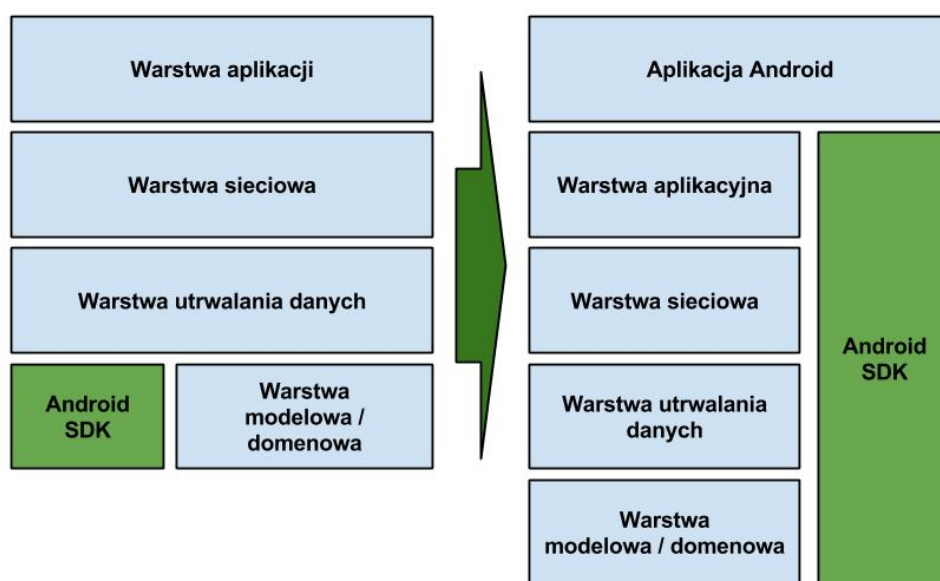 Warstwa aplikacji
Warstwa sieciowa
Warstwa utrwalania danych
Android
SDK
Warstwa
modelowa /
domenowa
Aplikacja Android
Warstwa aplikacyjna
Warstwa sieciowa
Warstwa utrwalania
danych
Warstwa
modelowa / domenowa
Android
SDK